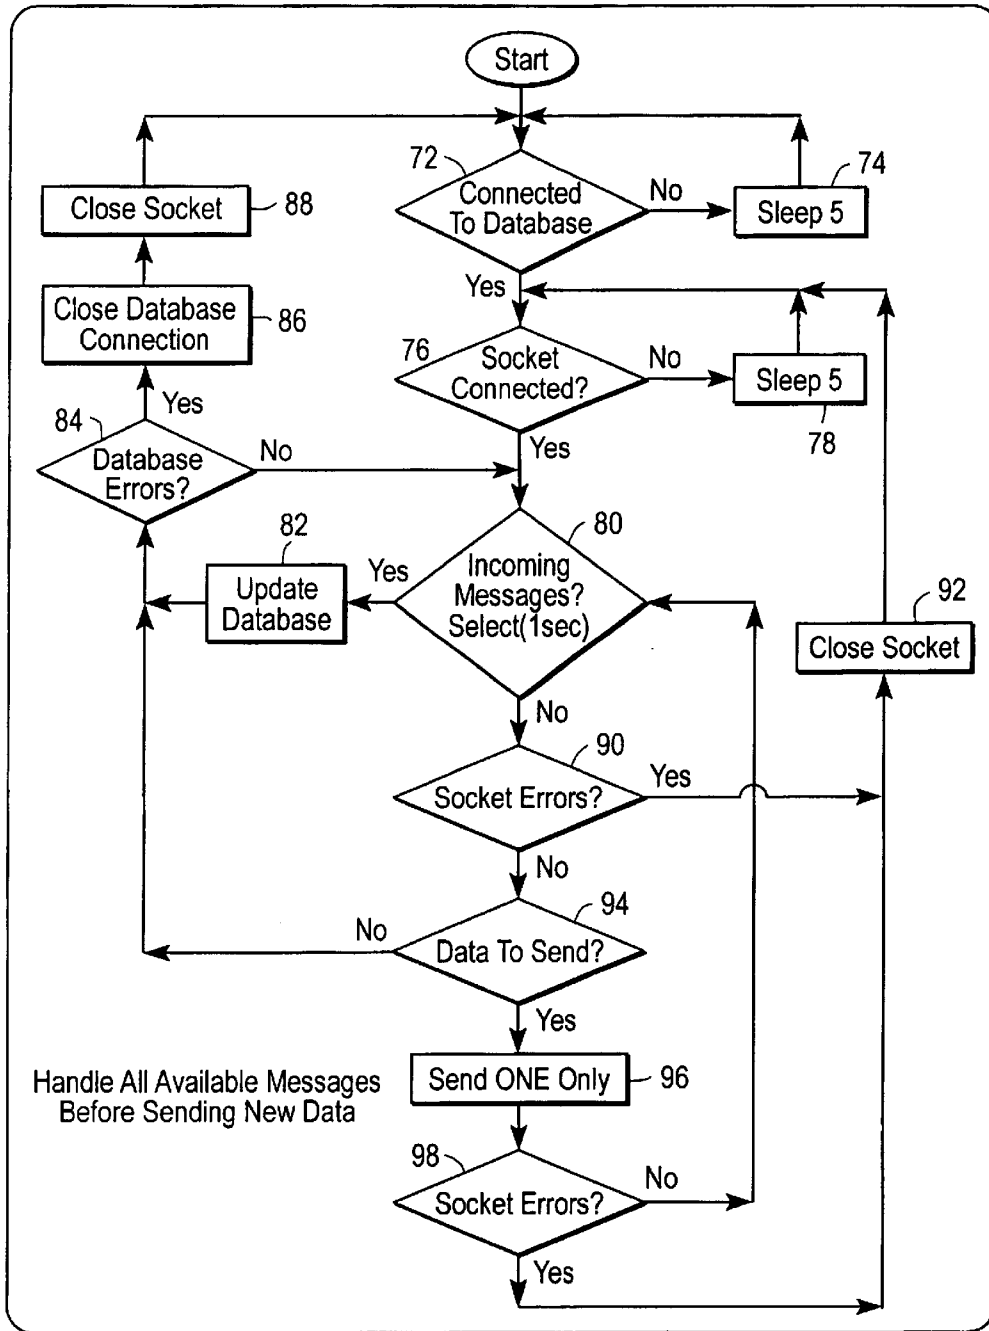 Start
72
Connected
To Database
No
74
Sleep 5
Close Socket
88
Yes
Close Database
Connection
86
76
Socket
Connected?
No
Sleep 5
78
Yes
84
Database
Errors?
No
Yes
80
Incoming
Messages?
Select(1sec)
82
Update
Database
Yes
92
Close Socket
No
90
Socket Errors?
Yes
No
94
Data To Send?
No
Yes
Send ONE Only
96
Handle All Available Messages
Before Sending New Data
98
Socket Errors?
No
Yes